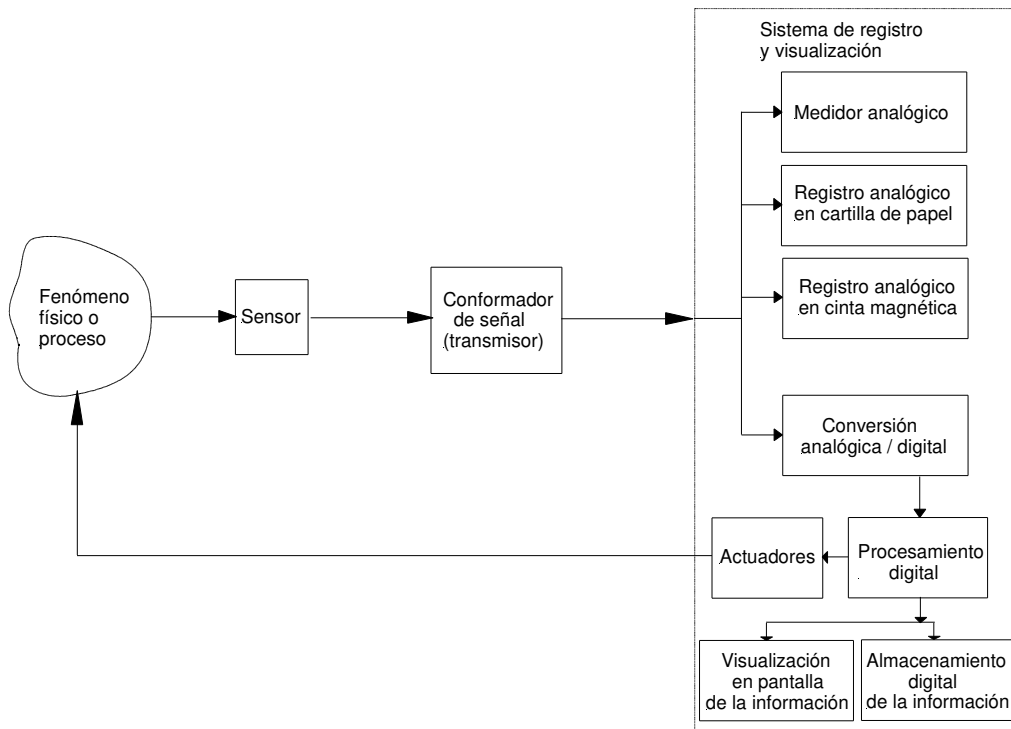 Sistema de registro
y visualización
Medidor analógico
Registro analógico
en cartilla de papel
Fenómeno
físico o
proceso
Sensor
Conformador
de señal
(transmisor)
Registro analógico
en cinta magnética
Conversión
analógica / digital
Actuadores
Procesamiento
digital
Visualización
en pantalla
de la información
Almacenamiento
digital
de la información